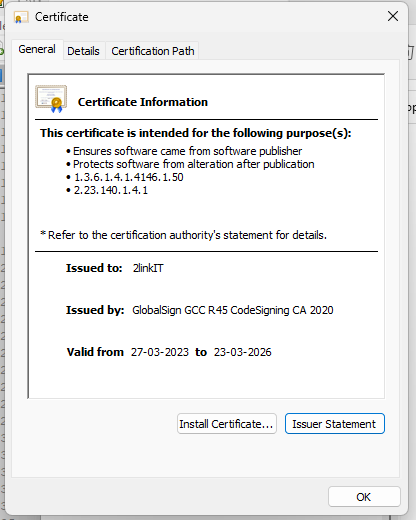 Certificate
General Details Certification Path
Certificate Information
This certificate is intended for the following purpose(s):
• Ensures software came from software publisher
• Protects software from alteration after publication
• 1.3.6.1.4.1.4146.1.50
• 2.23.140.1.4.1
* Refer to the certification authority's statement for details.
Issued to: 2linkIT
Issued by: GlobalSign GCC R45 CodeSigning CA 2020
Valid from 27-03-2023 to 23-03-2026
Install Certificate... Issuer Statement
OK